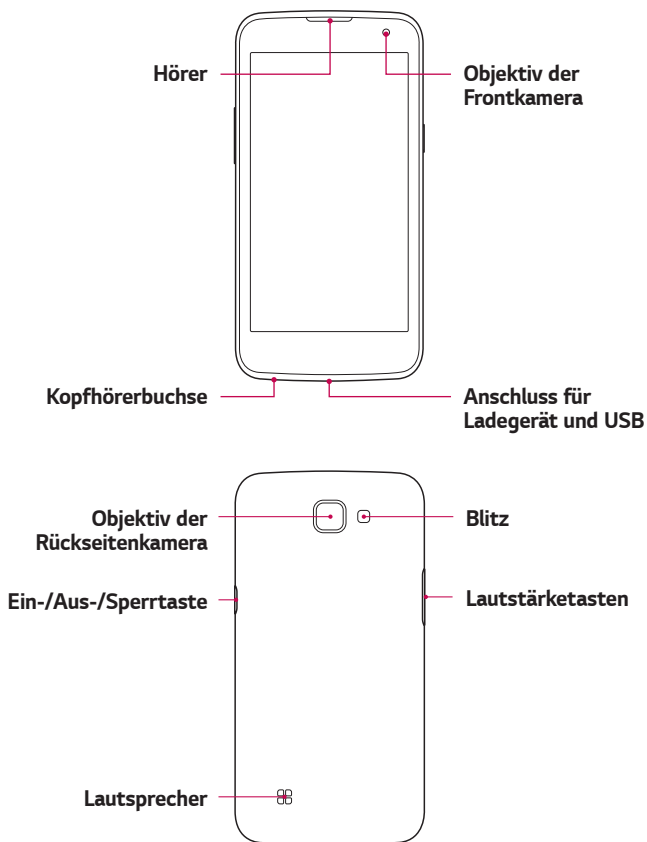 Hörer
Objektiv der
Frontkamera
Kopfhörerbuchse
Anschluss für
Ladegerät und USB
Objektiv der
Rückseitenkamera
Blitz
Ein-/Aus-/Sperrtaste
Lautstärketasten
Lautsprecher